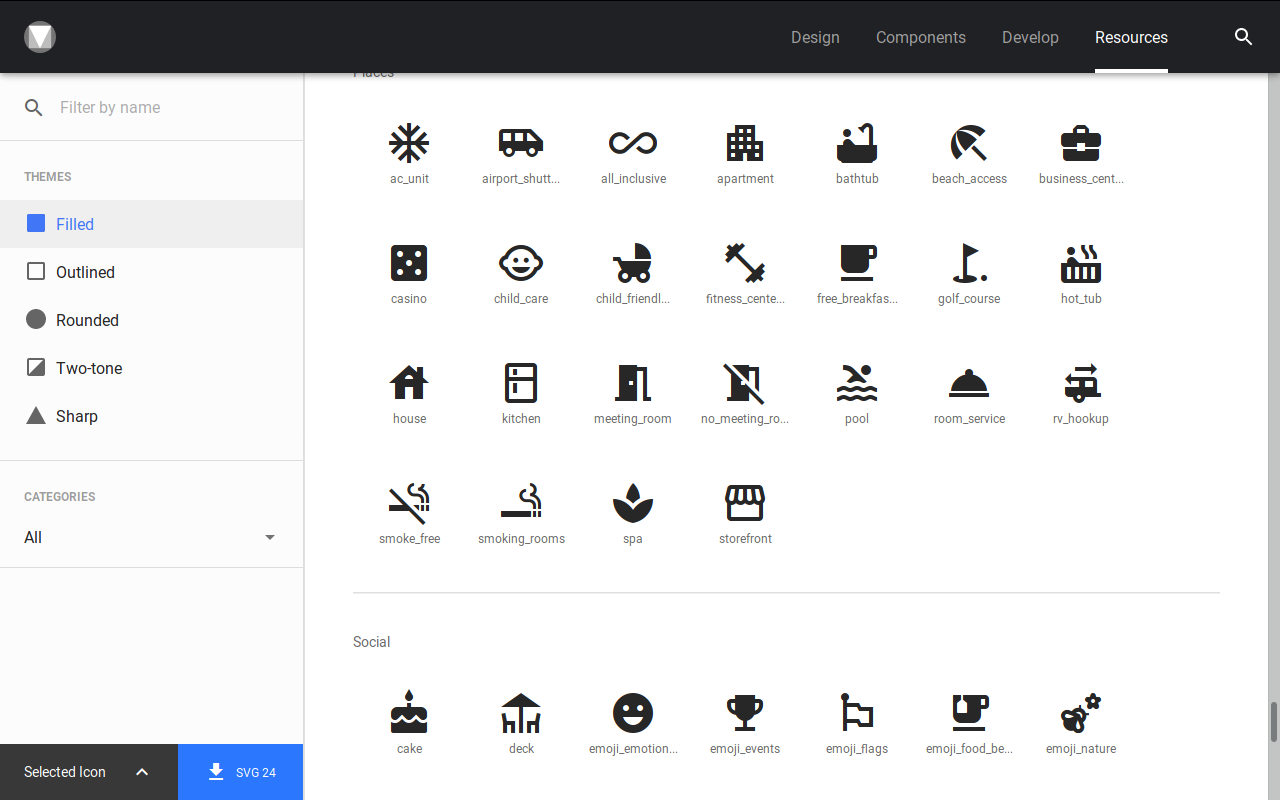 Design Components Develop Resources
Places
Filter by name
THEMES
Filled
Outlined
Rounded
Two-tone
Sharp
CATEGORIES
All
Selected Icon
SVG 24
ac_unit airport_shutt... all_inclusive apartment bathtub beach_access business_cent...
casino child_care child_friendl... fitness_cente... free_breakfas... golf_course hot_tub
house kitchen meeting_room no_meeting_ro... pool room_service rv_hookup
smoke_free smoking_rooms spa storefront
Social
cake deck emoji_emotion... emoji_events emoji_flags emoji_food_be... emoji_nature